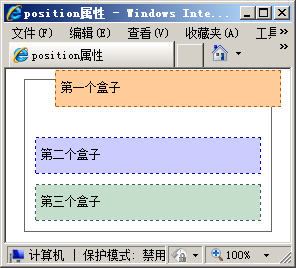 position属性 - Windows Inte...
文件(F) 编辑(E) 查看(V) 收藏夹(A) 工具 »
position属性 »
第一个盒子
第二个盒子
第三个盒子
计算机 | 保护模式: 禁用 100%